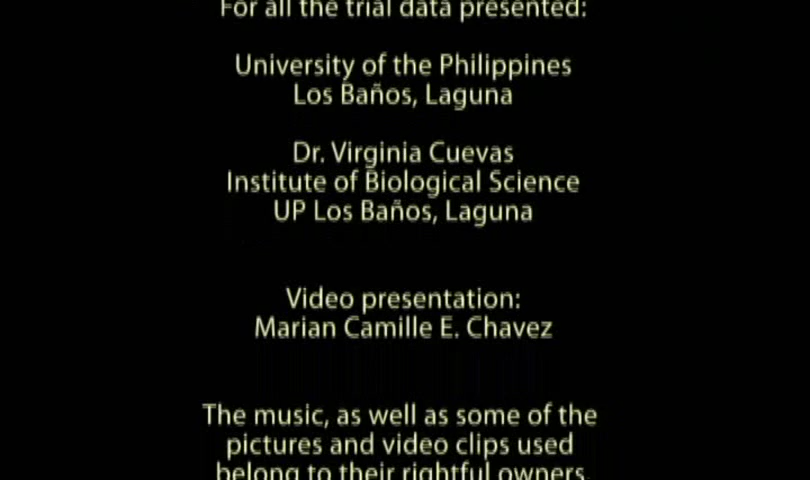 For all the trial data presented:
University of the Philippines
Los Baños, Laguna
Dr. Virginia Cuevas
Institute of Biological Science
UP Los Baños, Laguna
Video presentation:
Marian Camille E. Chavez
The music, as well as some of the
pictures and video clips used
belong to their rightful owners.